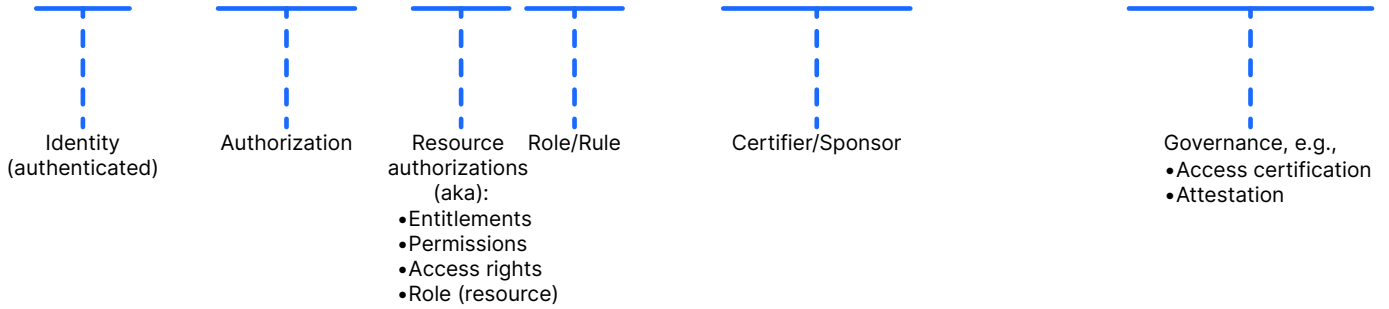 Identity
(authenticated)
Authorization
Resource
authorizations
(aka):
•Entitlements
•Permissions
•Access rights
•Role (resource)
Role/Rule
Certifier/Sponsor
Governance, e.g.,
•Access certification
•Attestation